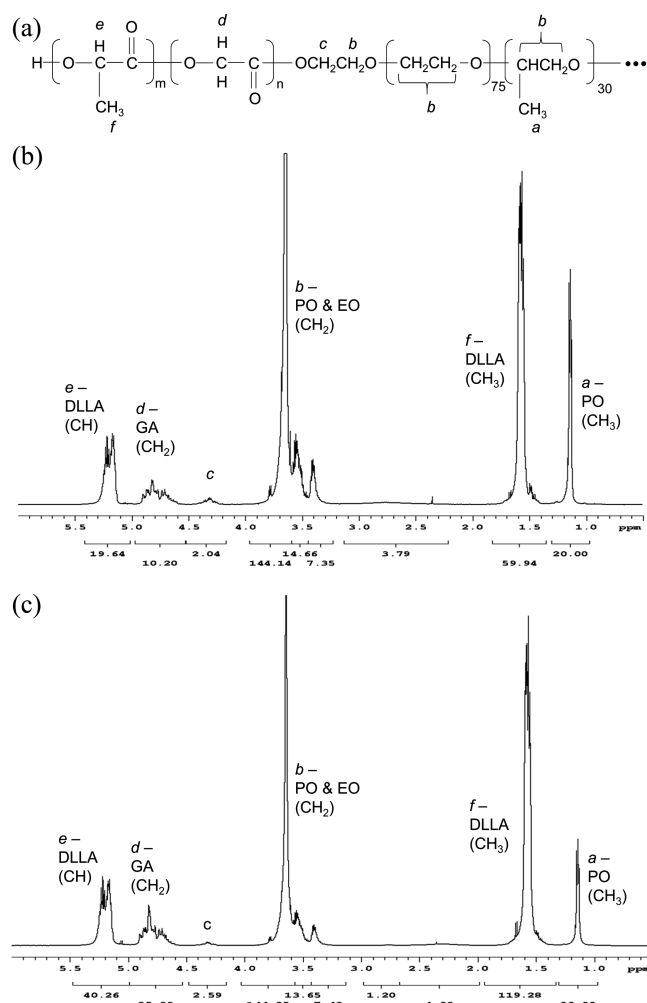 (a)
e
O
d
H
H
c b
b
H O C C
m
O C C
n
OCH₂CH₂O
CH₂CH₂ O
75
CHCH₂O
30
•••
H
O
b
CH₃
CH₃
f
a
(b)
b –
PO & EO
(CH₂)
f –
DLLA
(CH₃)
a –
PO
(CH₃)
e –
DLLA
(CH)
d –
GA
(CH₂)
c
5.5 5.0 4.5 4.0 3.5 3.0 2.5 2.0 1.5 1.0 ppm
19.64 2.04 14.66 3.79 59.94 20.00
10.20 144.14 7.35
(c)
b –
PO & EO
(CH₂)
f –
DLLA
(CH₃)
a –
PO
(CH₃)
e –
DLLA
(CH)
d –
GA
(CH₂)
c
5.5 5.0 4.5 4.0 3.5 3.0 2.5 2.0 1.5 1.0 ppm
40.26 2.59 13.65 1.20 119.28